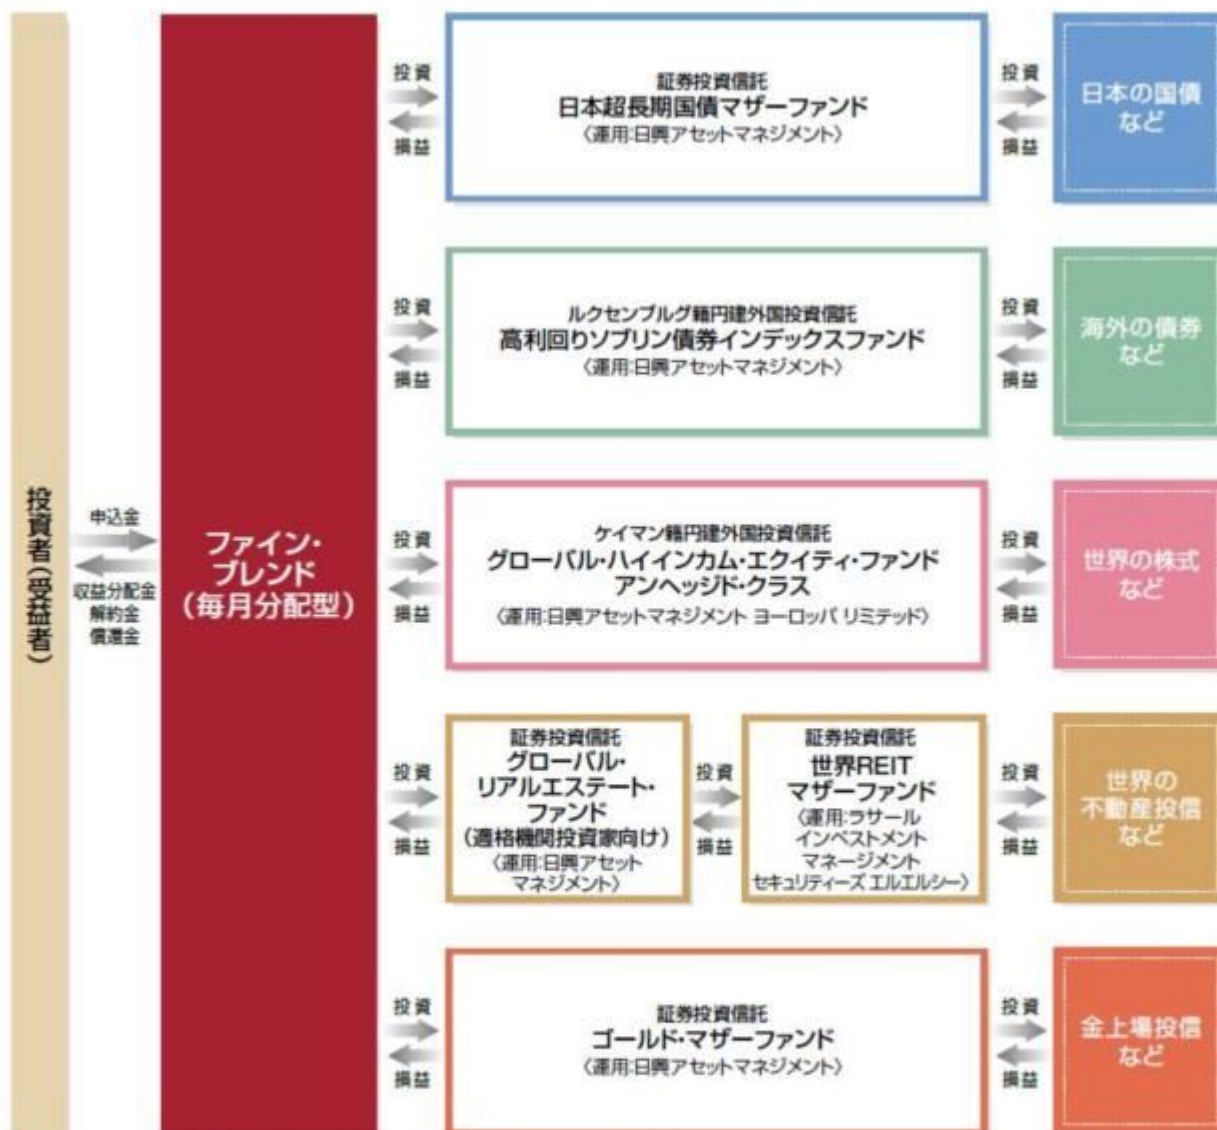 投資者(受益者)
申込金
収益分配金
解約金
償還金
ファイン・
ブレンド
(毎月分配型)
投資
損益
証券投資信託
日本超長期国債マザーファンド
〈運用:日興アセットマネジメント〉
投資
損益
日本の国債
など
投資
損益
ルクセンブルグ籍円建外国投資信託
高利回りソブリン債券インデックスファンド
〈運用:日興アセットマネジメント〉
投資
損益
海外の債券
など
投資
損益
ケイマン籍円建外国投資信託
グローバル・ハイインカム・エクイティ・ファンド
アンヘッジド・クラス
〈運用:日興アセットマネジメント ヨーロッパ リミテッド〉
投資
損益
世界の株式
など
投資
損益
証券投資信託
グローバル・
リアルエステート・
ファンド
(適格機関投資家向け)
〈運用:日興アセット
マネジメント〉
投資
損益
証券投資信託
世界REIT
マザーファンド
〈運用:ラサール
インベストメント
マネージメント
セキュリティーズ エルエルシー〉
投資
損益
世界の
不動産投信
など
投資
損益
証券投資信託
ゴールド・マザーファンド
〈運用:日興アセットマネジメント〉
投資
損益
金上場投信
など